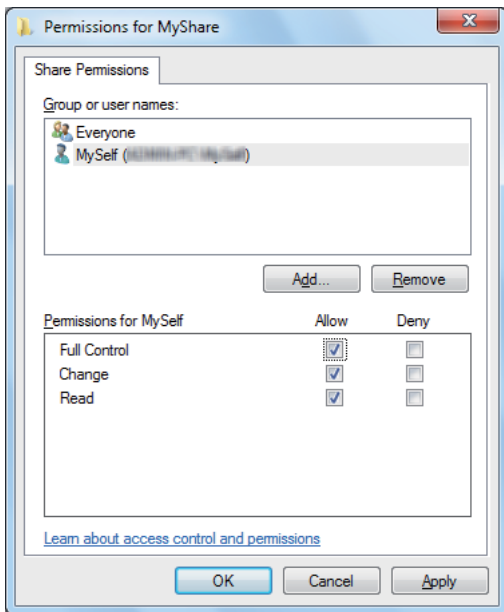 Permissions for MyShare
Share Permissions
Group or user names:
Everyone
MySelf ( )
Add... Remove
Permissions for MySelf Allow Deny
Full Control
Change
Read
Learn about access control and permissions
OK Cancel Apply